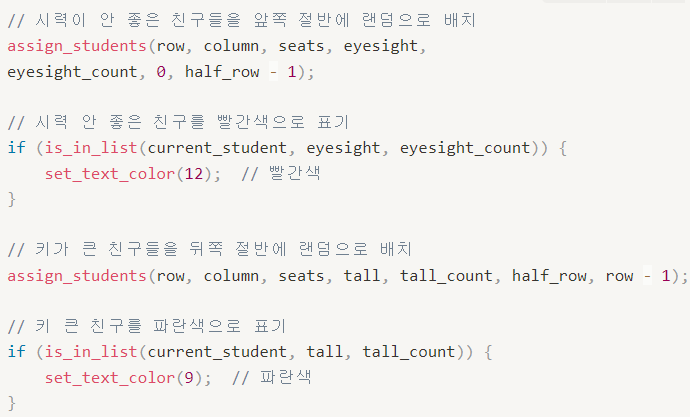 // 시력이 안 좋은 친구들을 앞쪽 절반에 랜덤으로 배치
assign_students(row, column, seats, eyesight,
eyesight_count, 0, half_row - 1);
// 시력 안 좋은 친구를 빨간색으로 표기
if (is_in_list(current_student, eyesight, eyesight_count)) {
    set_text_color(12);  // 빨간색
}
// 키가 큰 친구들을 뒤쪽 절반에 랜덤으로 배치
assign_students(row, column, seats, tall, tall_count, half_row, row - 1);
// 키 큰 친구를 파란색으로 표기
if (is_in_list(current_student, tall, tall_count)) {
    set_text_color(9);  // 파란색
}